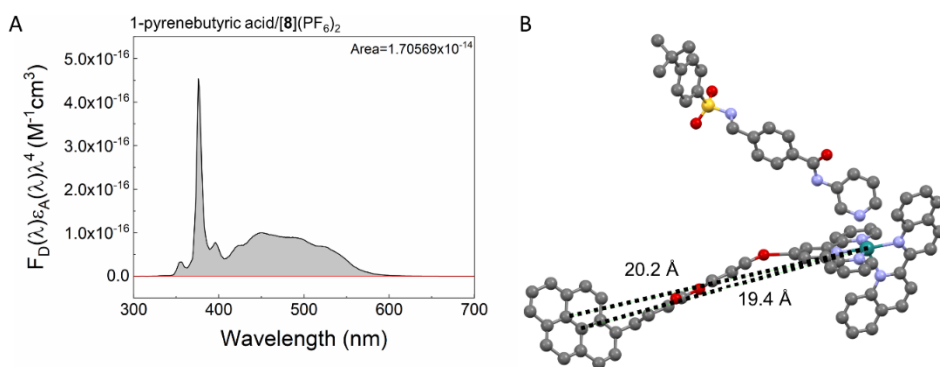 A
1-pyrenebutyric acid/[8](PF₆)₂
Area=1.70569x10⁻¹⁴
5.0x10⁻¹⁶
4.0x10⁻¹⁶
3.0x10⁻¹⁶
2.0x10⁻¹⁶
1.0x10⁻¹⁶
0.0
F_D(λ)ε_A(λ)λ⁴ (M⁻¹cm³)
300 400 500 600 700
Wavelength (nm)
B
20.2 Å
19.4 Å